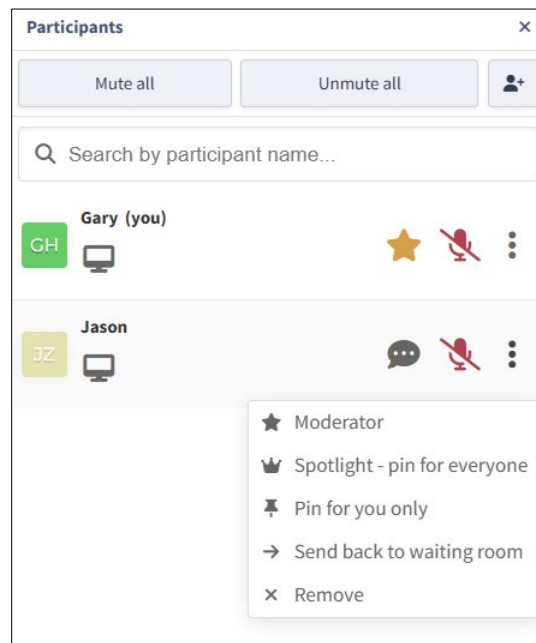 Participants
Mute all
Unmute all
Search by participant name...
Gary (you)
GH
Jason
JZ
Moderator
Spotlight - pin for everyone
Pin for you only
Send back to waiting room
Remove